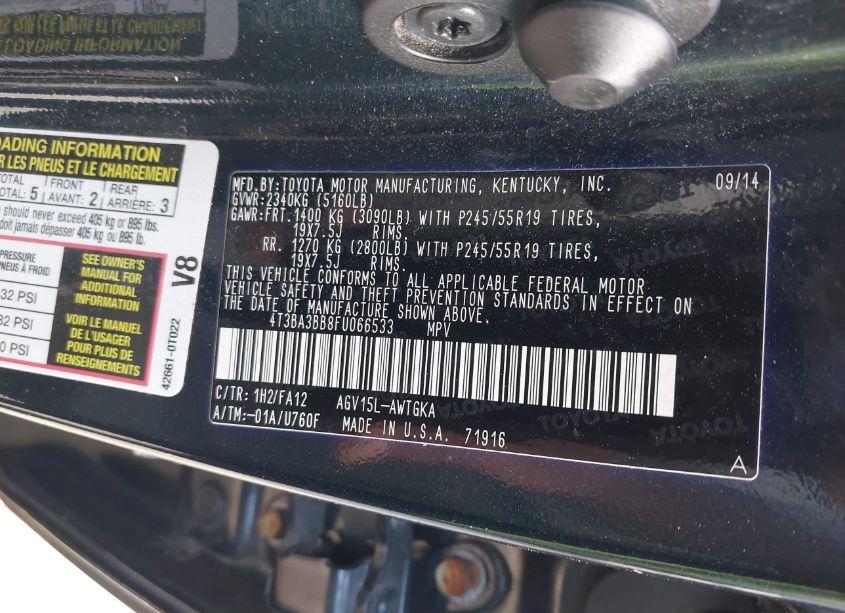 LOADING INFORMATION
LES PNEUS ET LE CHARGEMENT
TOTAL: 5 FRONT AVANT: 2 REAR ARRIÈRE: 3
should never exceed 405 kg or 895 lbs.
doit jamais dépasser 405 kg ou 895 lb.
PRESSURE
PNEUS À FROID
32 PSI
32 PSI
0 PSI
SEE OWNER'S
MANUAL FOR
ADDITIONAL
INFORMATION
VOIR LE MANUEL
DE L'USAGER
POUR PLUS DE
RENSEIGNEMENTS
V8
42661-0T022
MFD.BY:TOYOTA MOTOR MANUFACTURING, KENTUCKY, INC. 09/14
GVWR: 2340KG (5160LB)
GAWR:FRT. 1400 KG (3090LB) WITH P245/55R19 TIRES,
19X7.5J RIMS.
RR. 1270 KG (2800LB) WITH P245/55R19 TIRES,
19X7.5J RIMS.
THIS VEHICLE CONFORMS TO ALL APPLICABLE FEDERAL MOTOR
VEHICLE SAFETY AND THEFT PREVENTION STANDARDS IN EFFECT ON
THE DATE OF MANUFACTURE SHOWN ABOVE.
4T3BA3BB8FU066533 MPV
C/TR: 1H2/FA12 AGV15L-AWTGKA
A/TM:-01A/U760F MADE IN U.S.A. 71916
A